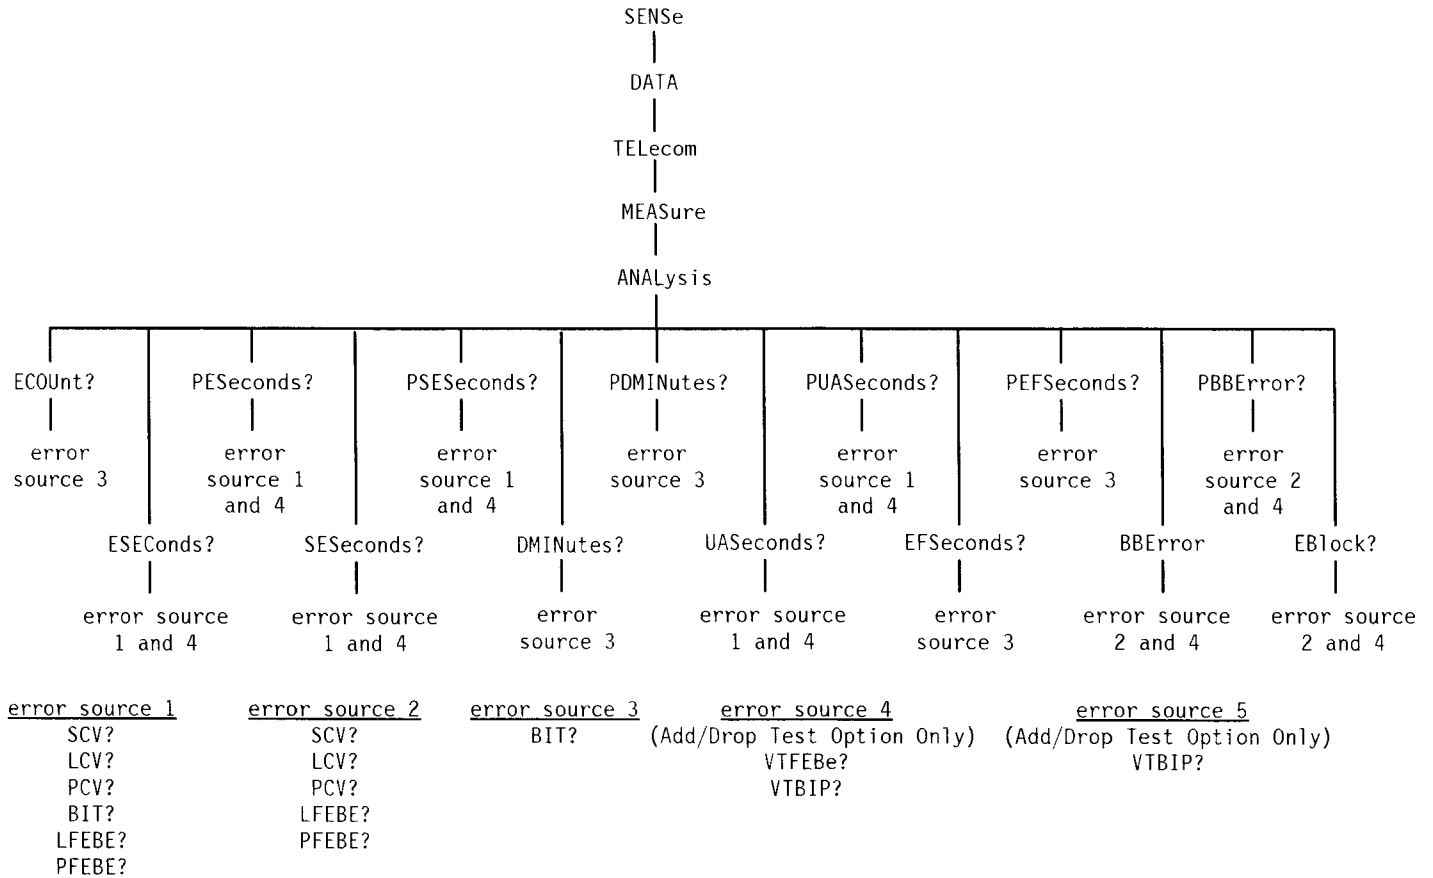 SENSe
DATA
TELecom
MEASure
ANALysis
ECOUnt? PESeconds? PSESeconds? PDMINutes? PUASeconds? PEFSeconds? PBBError?
error error error error error error error
source 3 source 1 source 1 source 3 source 1 source 3 source 2
and 4 and 4 and 4 and 4
ESEConds? SESeconds? DMINutes? UASeconds? EFSeconds? BBError EBlock?
error source error source error error source error error source error source
1 and 4 1 and 4 source 3 1 and 4 source 3 2 and 4 2 and 4
error source 1 error source 2 error source 3 error source 4 error source 5
SCV? SCV? BIT? (Add/Drop Test Option Only) (Add/Drop Test Option Only)
LCV? LCV? VTFEBe? VTBIP?
PCV? PCV? VTBIP?
BIT? LFEBE?
LFEBE? PFEBE?
PFEBE?